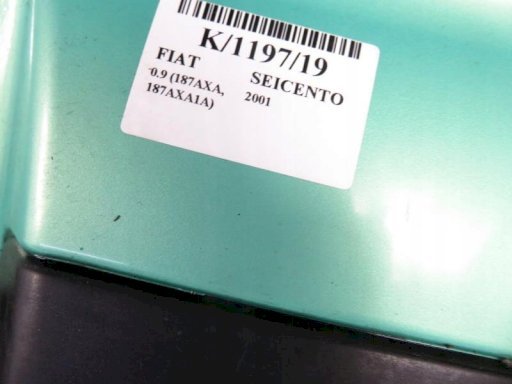 K/1197/19
FIAT SEICENTO
0.9 (187AXA, 2001
187AXA1A)